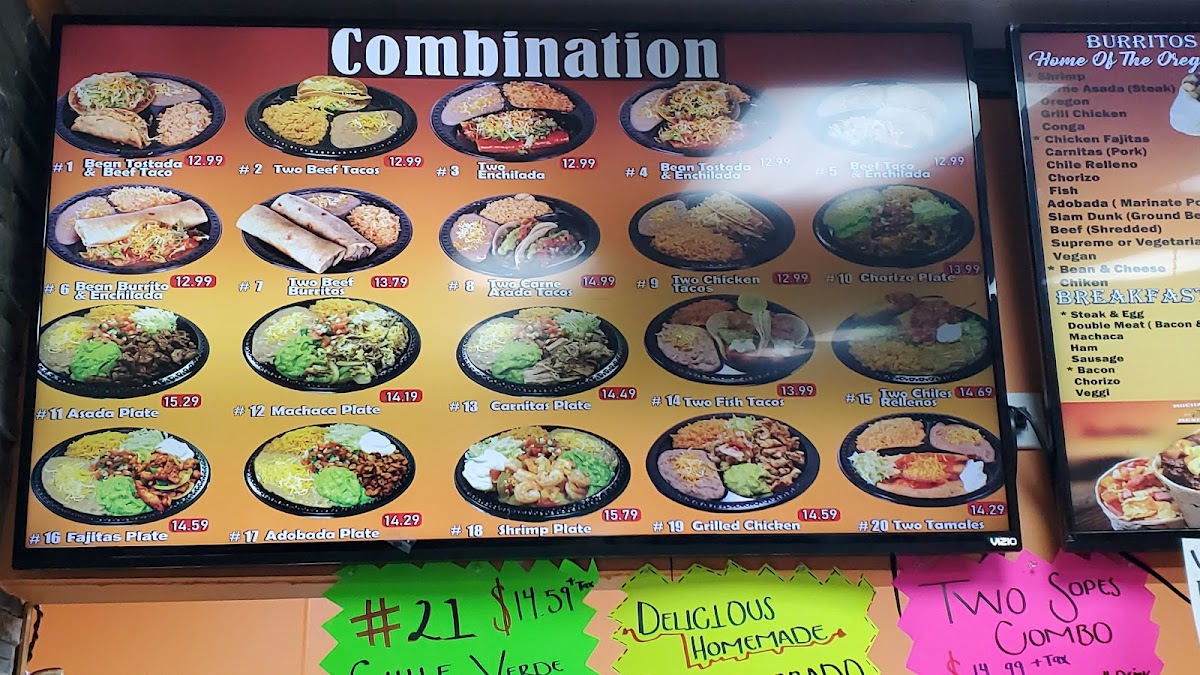 Combination
#1 Bean Tostada & Beef Taco 12.99
#2 Two Beef Tacos 12.99
#3 Two Enchilada 12.99
#4 Bean Tostada & Enchilada 12.99
#5 Beef Taco & Enchilada 12.99
#6 Bean Burrito & Enchilada 12.99
#7 Two Beef Burritos 13.79
#8 Two Carne Asada Tacos 14.99
#9 Two Chicken Tacos 12.99
#10 Chorizo Plate 13.99
#11 Asada Plate 15.29
#12 Machaca Plate 14.19
#13 Carnitas Plate 14.49
#14 Two Fish Tacos 13.99
#15 Two Chiles Rellenos 14.69
#16 Fajitas Plate 14.59
#17 Adobada Plate 14.29
#18 Shrimp Plate 15.79
#19 Grilled Chicken 14.59
#20 Two Tamales 14.29
VIZIO
BURRITOS
Home Of The Oreg
* Shrimp
Carne Asada (Steak)
Oregon
Grill Chicken
Conga
* Chicken Fajitas
Carnitas (Pork)
Chile Relleno
Chorizo
Fish
Adobada ( Marinate Po
Slam Dunk (Ground B
Beef (Shredded)
Supreme or Vegetaria
Vegan
* Bean & Cheese
Chiken
BREAKFAST
* Steak & Egg
Double Meat ( Bacon
Machaca
Ham
Sausage
* Bacon
Chorizo
Veggi
#21 $14.59 + Tax
CHILE VERDE
DELICIOUS
HOMEMADE
TWO SOPES
COMBO
$14.99 + Tax